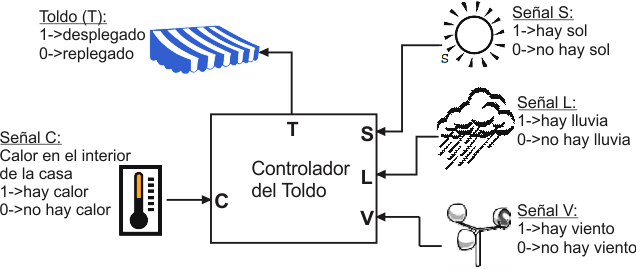 Toldo (T):
1->desplegado
0->replegado
Señal S:
1->hay sol
0->no hay sol
S
Señal L:
1->hay lluvia
0->no hay lluvia
Señal C:
Calor en el interior
de la casa
1->hay calor
0->no hay calor
T
S
Controlador
del Toldo
L
C
V
Señal V:
1->hay viento
0->no hay viento